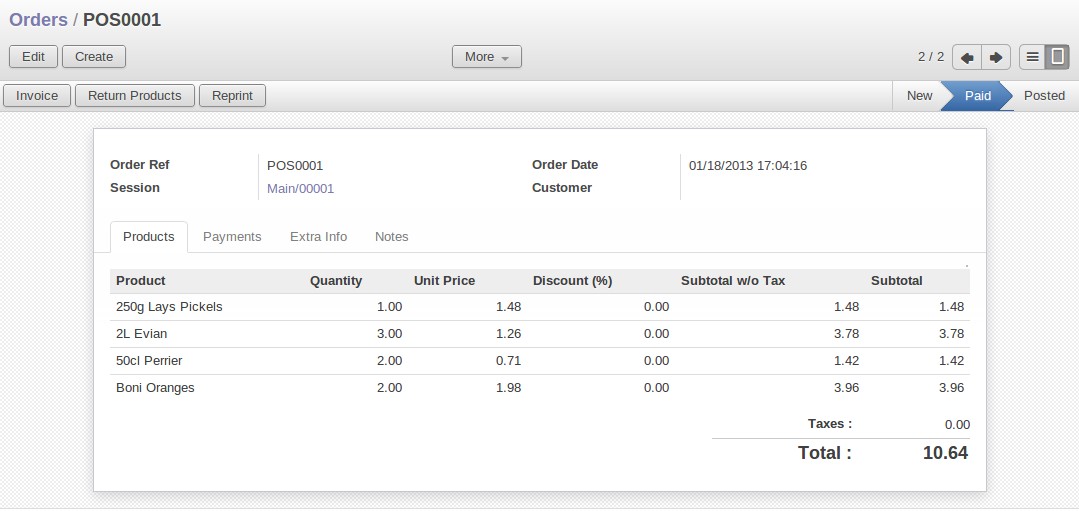 Orders / POS0001
Edit Create More 2 / 2
Invoice Return Products Reprint New Paid Posted
Order Ref POS0001 Order Date 01/18/2013 17:04:16
Session Main/00001 Customer
Products Payments Extra Info Notes
Product Quantity Unit Price Discount (%) Subtotal w/o Tax Subtotal
250g Lays Pickels 1.00 1.48 0.00 1.48 1.48
2L Evian 3.00 1.26 0.00 3.78 3.78
50cl Perrier 2.00 0.71 0.00 1.42 1.42
Boni Oranges 2.00 1.98 0.00 3.96 3.96
Taxes : 0.00
Total : 10.64